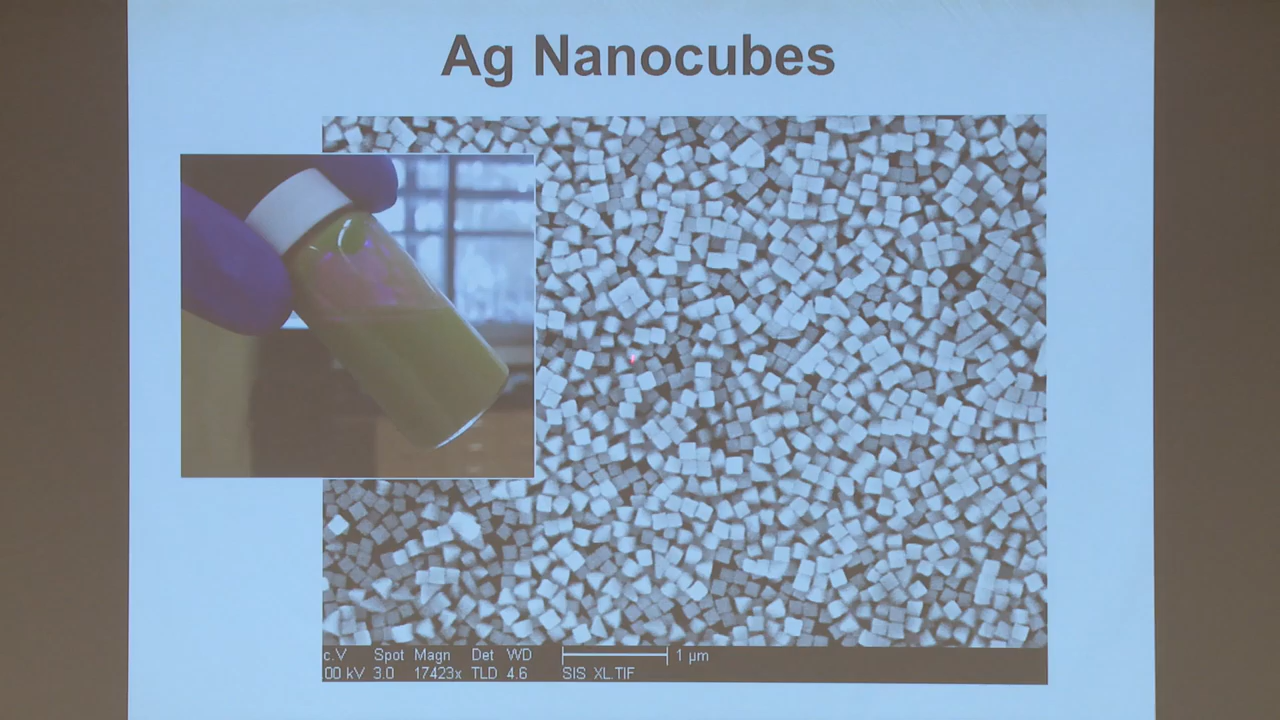 Ag Nanocubes
c.V Spot Magn Det WD 1 µm
00 kV 3.0 17423x TLD 4.6 SIS XL.TIF